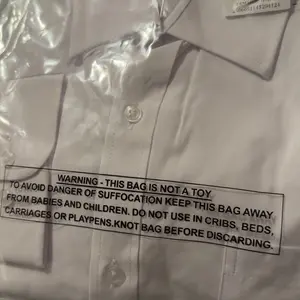 WARNING - THIS BAG IS NOT A TOY
TO AVOID DANGER OF SUFFOCATION KEEP THIS BAG AWAY
FROM BABIES AND CHILDREN. DO NOT USE IN CRIBS, BEDS,
CARRIAGES OR PLAYPENS.KNOT BAG BEFORE DISCARDING.